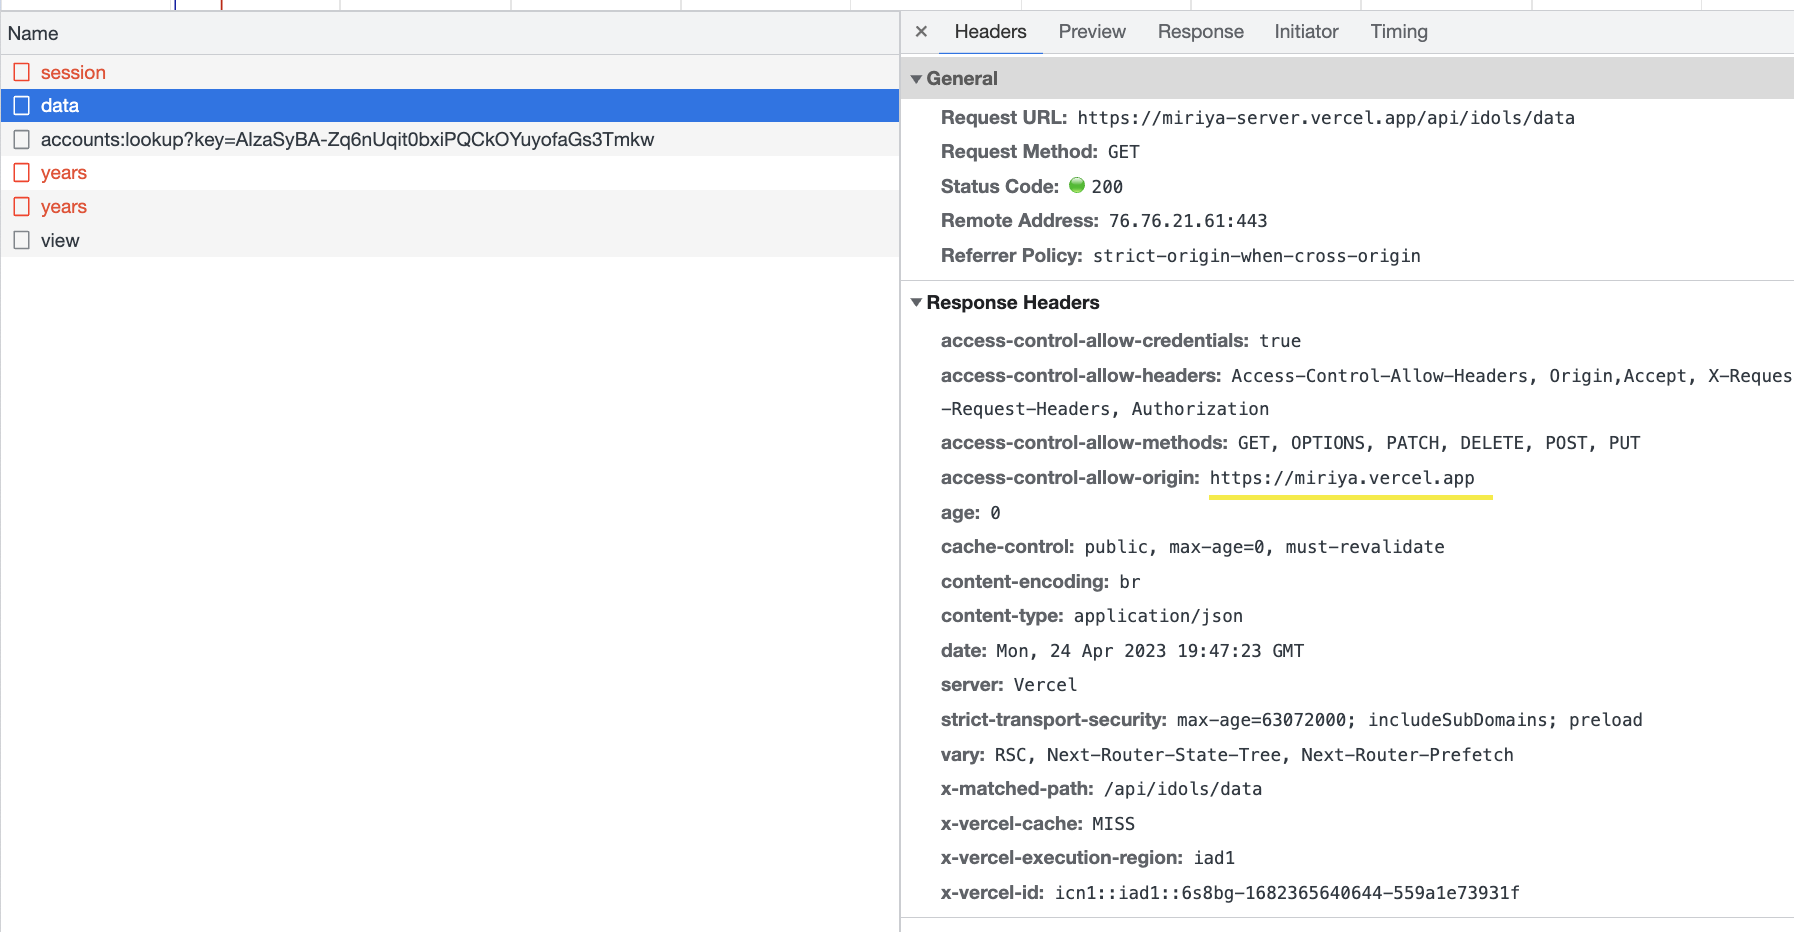 Name
session
data
accounts:lookup?key=AIzaSyBA-Zq6nUqit0bxiPQCkOYuyofaGs3Tmkw
years
years
view
× Headers Preview Response Initiator Timing
General
Request URL: https://miriya-server.vercel.app/api/idols/data
Request Method: GET
Status Code: 200
Remote Address: 76.76.21.61:443
Referrer Policy: strict-origin-when-cross-origin
Response Headers
access-control-allow-credentials: true
access-control-allow-headers: Access-Control-Allow-Headers, Origin,Accept, X-Reques
-Request-Headers, Authorization
access-control-allow-methods: GET, OPTIONS, PATCH, DELETE, POST, PUT
access-control-allow-origin: https://miriya.vercel.app
age: 0
cache-control: public, max-age=0, must-revalidate
content-encoding: br
content-type: application/json
date: Mon, 24 Apr 2023 19:47:23 GMT
server: Vercel
strict-transport-security: max-age=63072000; includeSubDomains; preload
vary: RSC, Next-Router-State-Tree, Next-Router-Prefetch
x-matched-path: /api/idols/data
x-vercel-cache: MISS
x-vercel-execution-region: iad1
x-vercel-id: icn1::iad1::6s8bg-1682365640644-559a1e73931f